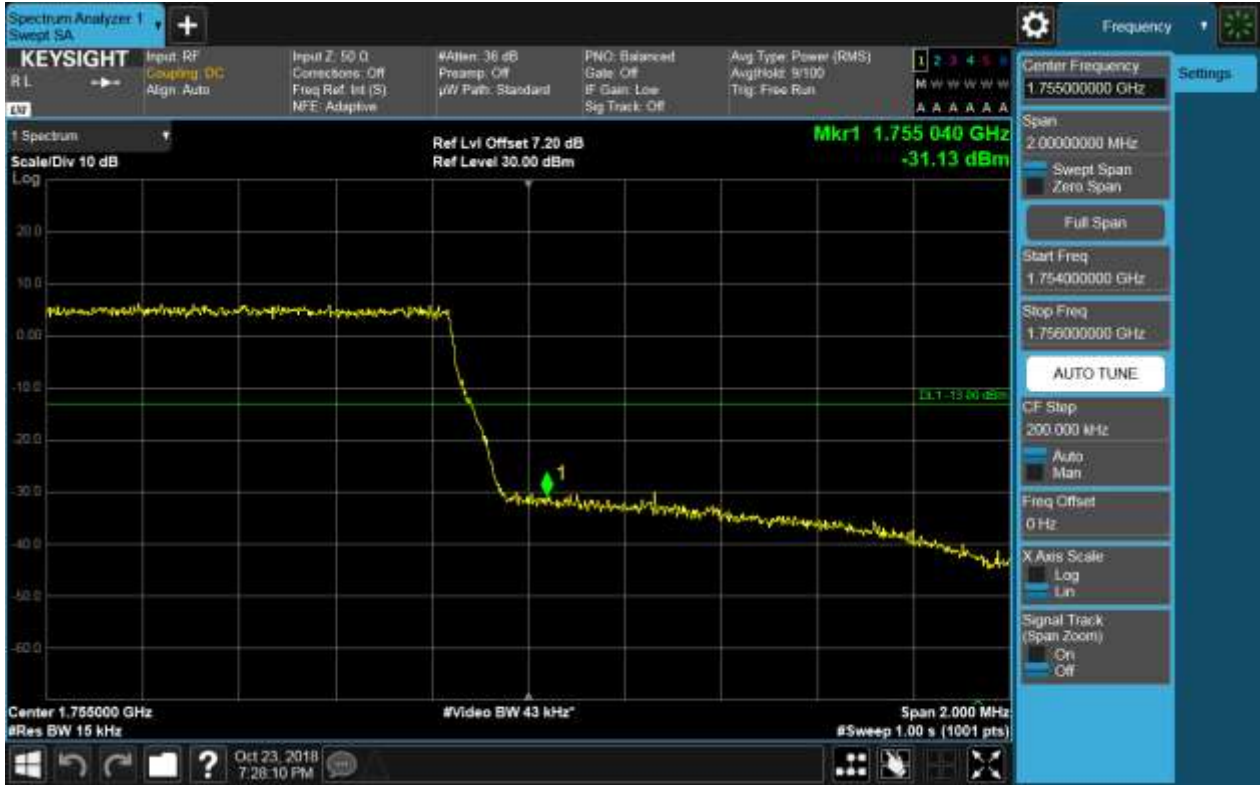 Spectrum Analyzer 1
Swept SA
Frequency
KEYSIGHT
R L
Input: RF
Coupling: DC
Align: Auto
Input Z: 50 Ω
Corrections: Off
Freq Ref: Int (S)
NFE: Adaptive
#Atten: 36 dB
Preamp: Off
µW Path: Standard
PNO: Balanced
Gate: Off
IF Gain: Low
Sig Track: Off
Avg Type: Power (RMS)
Avg|Hold: 9/100
Trig: Free Run
1 2 3 4 5 6
M W W W W W
A A A A A A
1 Spectrum
Scale/Div 10 dB
Log
Ref Lvl Offset 7.20 dB
Ref Level 30.00 dBm
Mkr1 1.755 040 GHz
-31.13 dBm
20.0
10.0
0.00
-10.0
-20.0
-30.0
-40.0
-50.0
-60.0
DL1 -13.00 dBm
1
Center 1.755000 GHz
#Res BW 15 kHz
#Video BW 43 kHz*
Span 2.000 MHz
#Sweep 1.00 s (1001 pts)
Oct 23, 2018
7:28:10 PM
Settings
Center Frequency
1.755000000 GHz
Span
2.00000000 MHz
Swept Span
Zero Span
Full Span
Start Freq
1.754000000 GHz
Stop Freq
1.756000000 GHz
AUTO TUNE
CF Step
200.000 kHz
Auto
Man
Freq Offset
0 Hz
X Axis Scale
Log
Lin
Signal Track
(Span Zoom)
On
Off